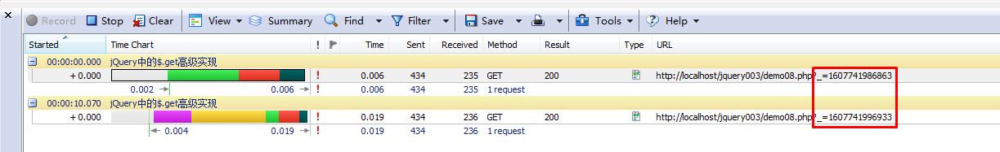 Record Stop Clear View Summary Find Filter Save Tools Help
Started Time Chart ! Time Sent Received Method Result Type URL
00:00:00.000 jQuery中的$.get高级实现
+ 0.000 ! 0.006 434 235 GET 200 http://localhost/jquery003/demo08.php?_=1607741986863
0.002 0.006 ! 0.006 434 235 1 request
00:00:10.070 jQuery中的$.get高级实现
+ 0.000 ! 0.019 434 236 GET 200 http://localhost/jquery003/demo08.php?_=1607741996933
0.004 0.019 ! 0.019 434 236 1 request